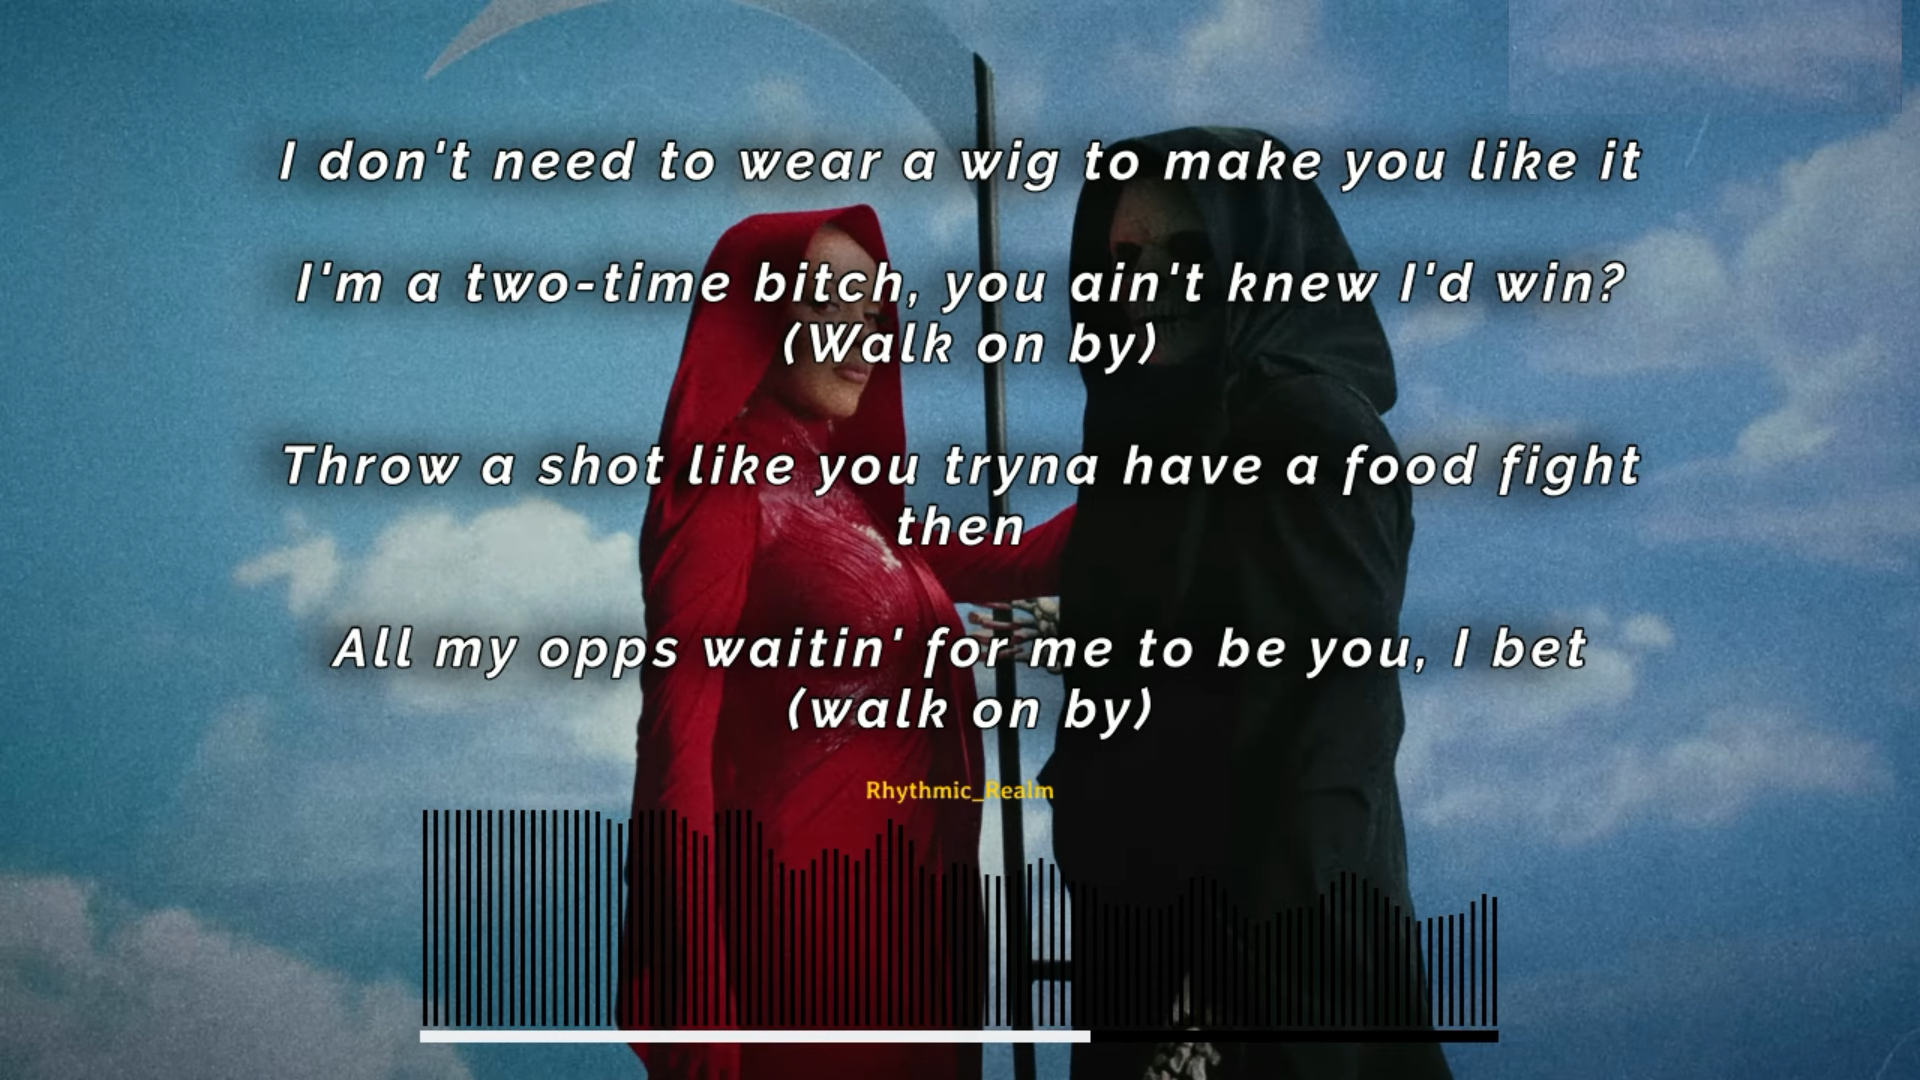 I don't need to wear a wig to make you like it
I'm a two-time bitch, you ain't knew I'd win?
(Walk on by)
Throw a shot like you tryna have a food fight
then
All my opps waitin' for me to be you, I bet
(walk on by)
Rhythmic_Realm